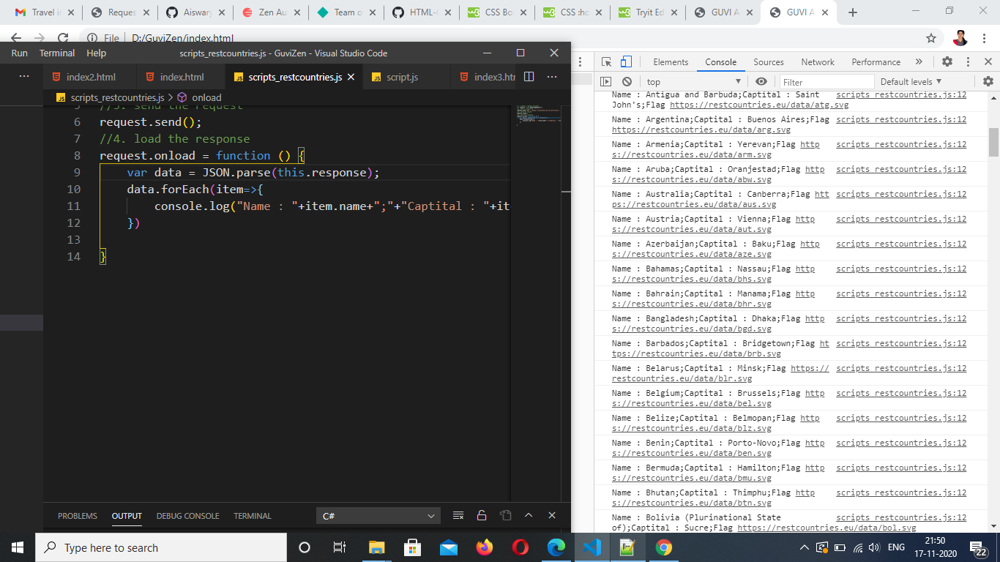 Travel i
Reques
Aiswary
Zen Au
Team o
HTML-
CSS Bo
CSS :ho
Tryit Ed
GUVI A
GUVI A
File D:/GuviZen/index.html
Run Terminal Help scripts_restcountries.js - GuviZen - Visual Studio Code
index2.html index.html scripts_restcountries.js script.js index3.htm
scripts_restcountries.js > onload
5 //3. send the request
6 request.send();
7 //4. load the response
8 request.onload = function () {
9 var data = JSON.parse(this.response);
10 data.forEach(item=>{
11 console.log("Name : "+item.name+";"+"Captital : "+it
12 })
13
14 }
PROBLEMS OUTPUT DEBUG CONSOLE TERMINAL C#
Elements Console Sources Network Performance »
top Filter Default levels ▼
Name : Antigua and Barbuda;Captital : Saint scripts_restcountries.js:12
John's;Flag https://restcountries.eu/data/atg.svg
Name : Argentina;Captital : Buenos Aires;Flag scripts_restcountries.js:12
https://restcountries.eu/data/arg.svg
Name : Armenia;Captital : Yerevan;Flag http scripts_restcountries.js:12
s://restcountries.eu/data/arm.svg
Name : Aruba;Captital : Oranjestad;Flag http scripts_restcountries.js:12
s://restcountries.eu/data/abw.svg
Name : Australia;Captital : Canberra;Flag htt scripts_restcountries.js:12
ps://restcountries.eu/data/aus.svg
Name : Austria;Captital : Vienna;Flag http scripts_restcountries.js:12
s://restcountries.eu/data/aut.svg
Name : Azerbaijan;Captital : Baku;Flag http scripts_restcountries.js:12
s://restcountries.eu/data/aze.svg
Name : Bahamas;Captital : Nassau;Flag http scripts_restcountries.js:12
s://restcountries.eu/data/bhs.svg
Name : Bahrain;Captital : Manama;Flag http scripts_restcountries.js:12
s://restcountries.eu/data/bhr.svg
Name : Bangladesh;Captital : Dhaka;Flag http scripts_restcountries.js:12
s://restcountries.eu/data/bgd.svg
Name : Barbados;Captital : Bridgetown;Flag ht scripts_restcountries.js:12
tps://restcountries.eu/data/brb.svg
Name : Belarus;Captital : Minsk;Flag https:// scripts_restcountries.js:12
restcountries.eu/data/blr.svg
Name : Belgium;Captital : Brussels;Flag http scripts_restcountries.js:12
s://restcountries.eu/data/bel.svg
Name : Belize;Captital : Belmopan;Flag http scripts_restcountries.js:12
s://restcountries.eu/data/blz.svg
Name : Benin;Captital : Porto-Novo;Flag http scripts_restcountries.js:12
s://restcountries.eu/data/ben.svg
Name : Bermuda;Captital : Hamilton;Flag http scripts_restcountries.js:12
s://restcountries.eu/data/bmu.svg
Name : Bhutan;Captital : Thimphu;Flag http scripts_restcountries.js:12
s://restcountries.eu/data/btn.svg
Name : Bolivia (Plurinational State scripts_restcountries.js:12
of);Captital : Sucre;Flag https://restcountries.eu/data/bol.svg
Type here to search
ENG
21:50
17-11-2020
22